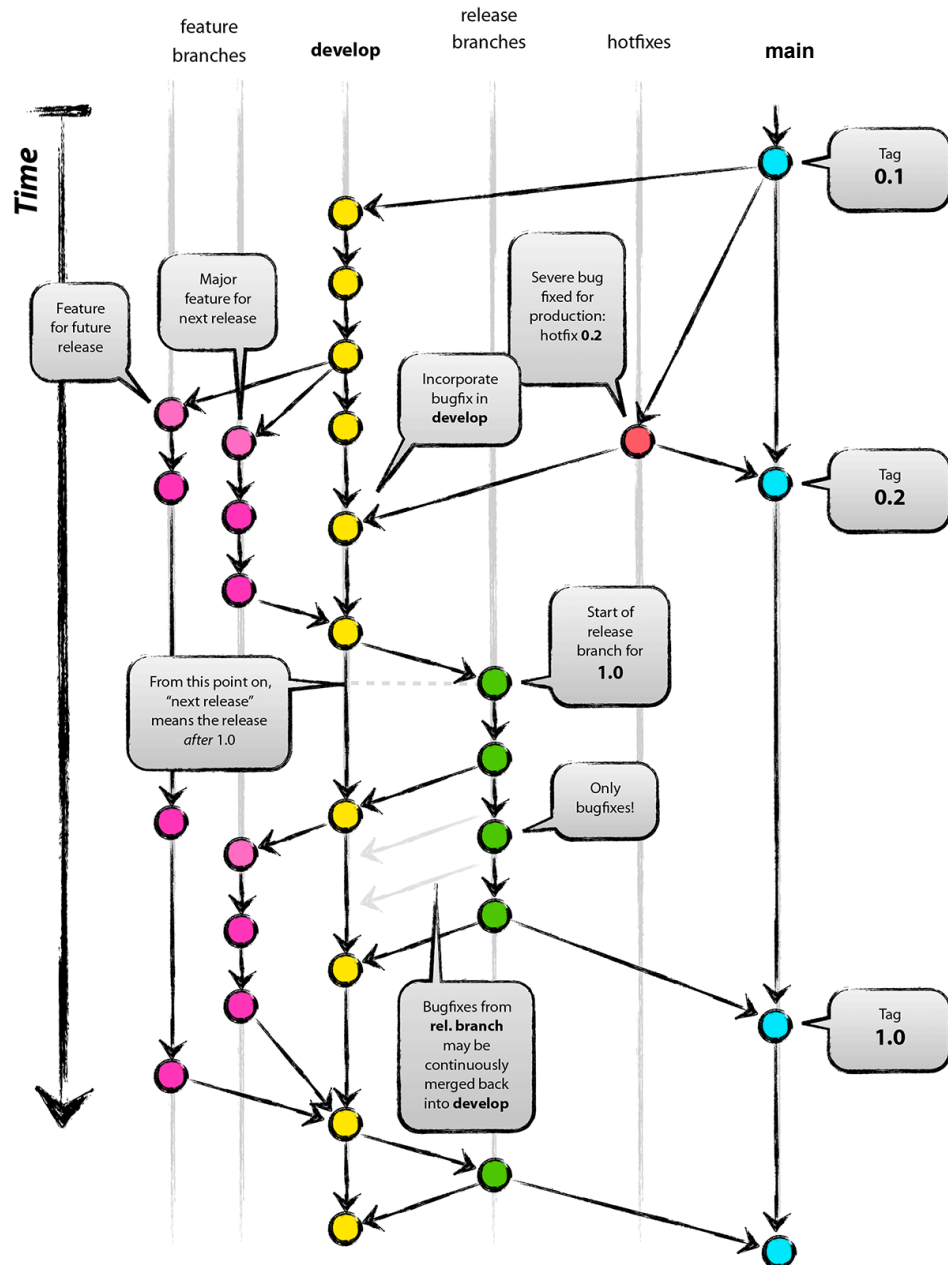 feature
branches
develop
release
branches
hotfixes
main
Time
Tag
0.1
Major
feature for
next release
Feature
for future
release
Severe bug
fixed for
production:
hotfix 0.2
Incorporate
bugfix in
develop
Tag
0.2
Start of
release
branch for
1.0
From this point on,
“next release”
means the release
after 1.0
Only
bugfixes!
Bugfixes from
rel. branch
may be
continuously
merged back
into develop
Tag
1.0